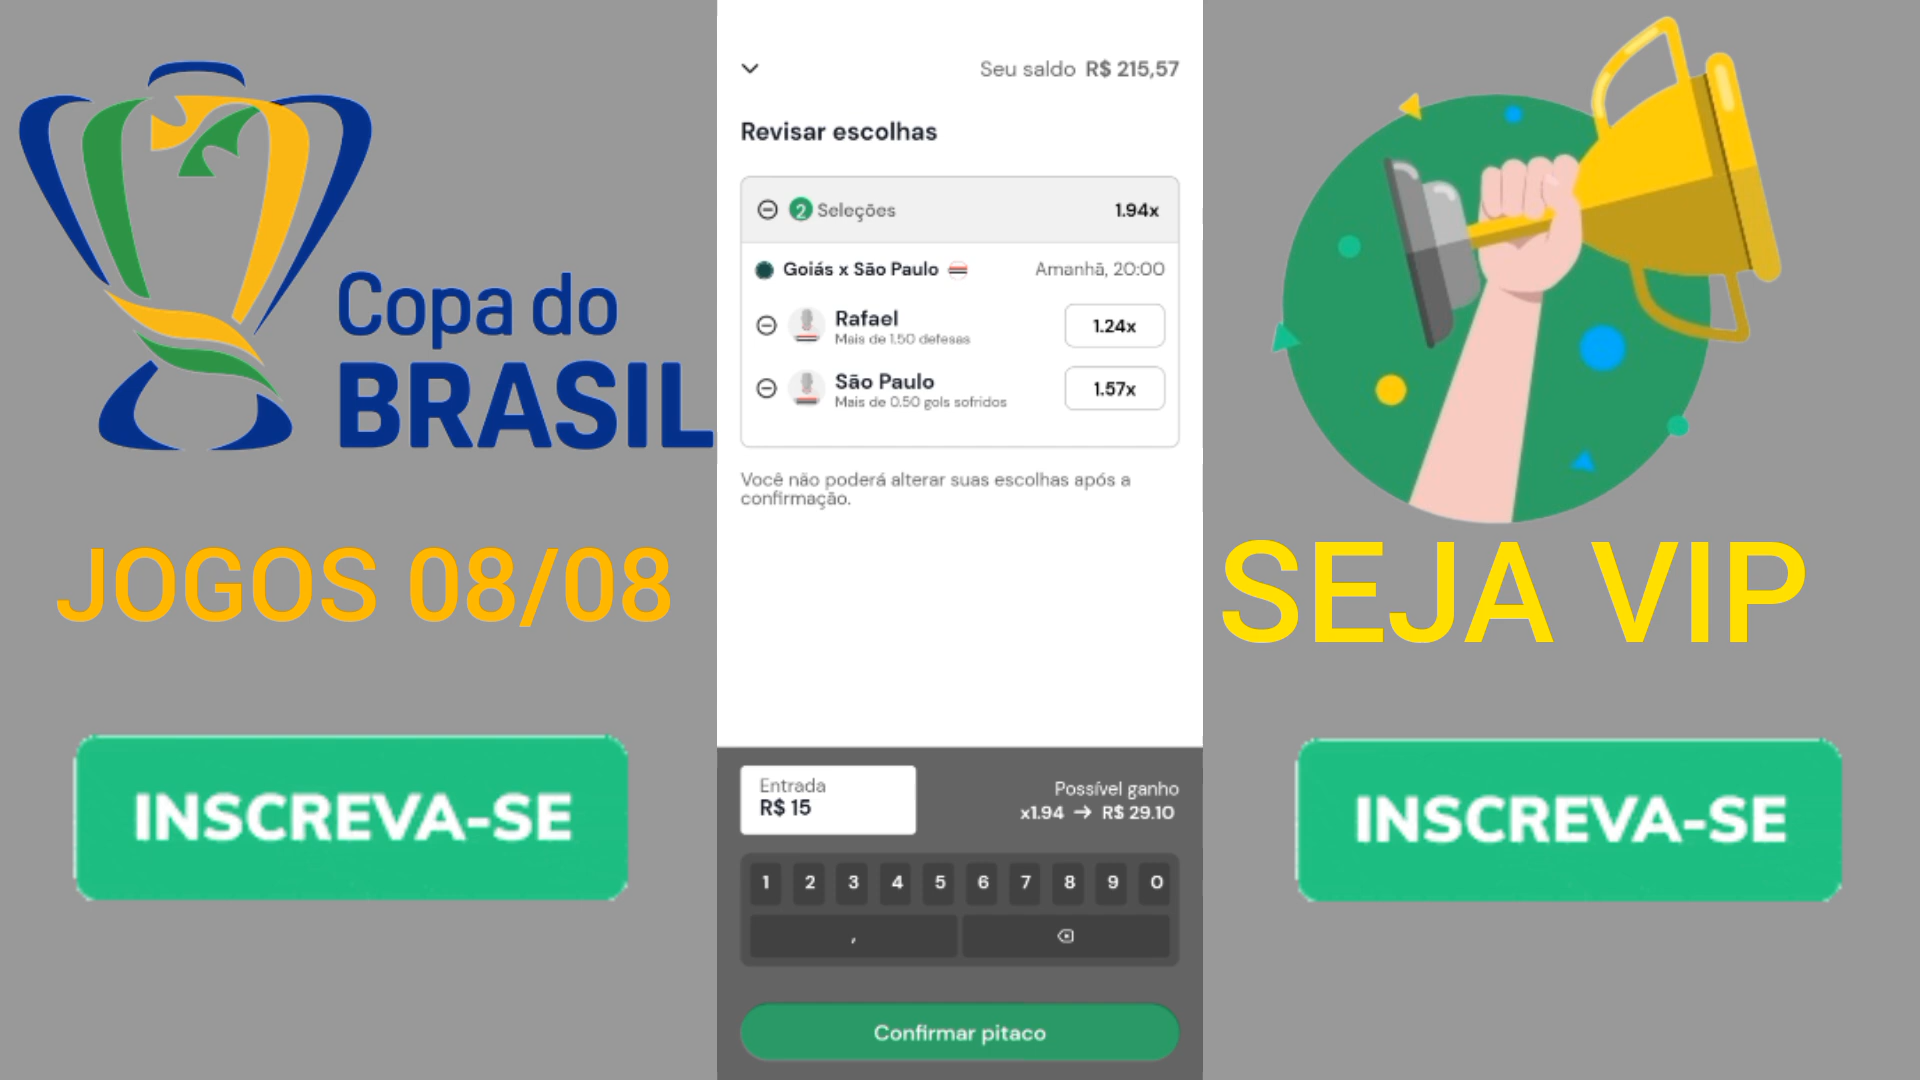 Copa do
BRASIL
JOGOS 08/08
INSCREVA-SE
Seu saldo R$ 215,57
Revisar escolhas
2 Seleções 1.94x
Goiás x São Paulo Amanhã, 20:00
Rafael
Mais de 1.50 defesas
1.24x
São Paulo
Mais de 0.50 gols sofridos
1.57x
Você não poderá alterar suas escolhas após a
confirmação.
Entrada
R$ 15
Possível ganho
x1.94 → R$ 29.10
1 2 3 4 5 6 7 8 9 0
,
Confirmar pitaco
SEJA VIP
INSCREVA-SE